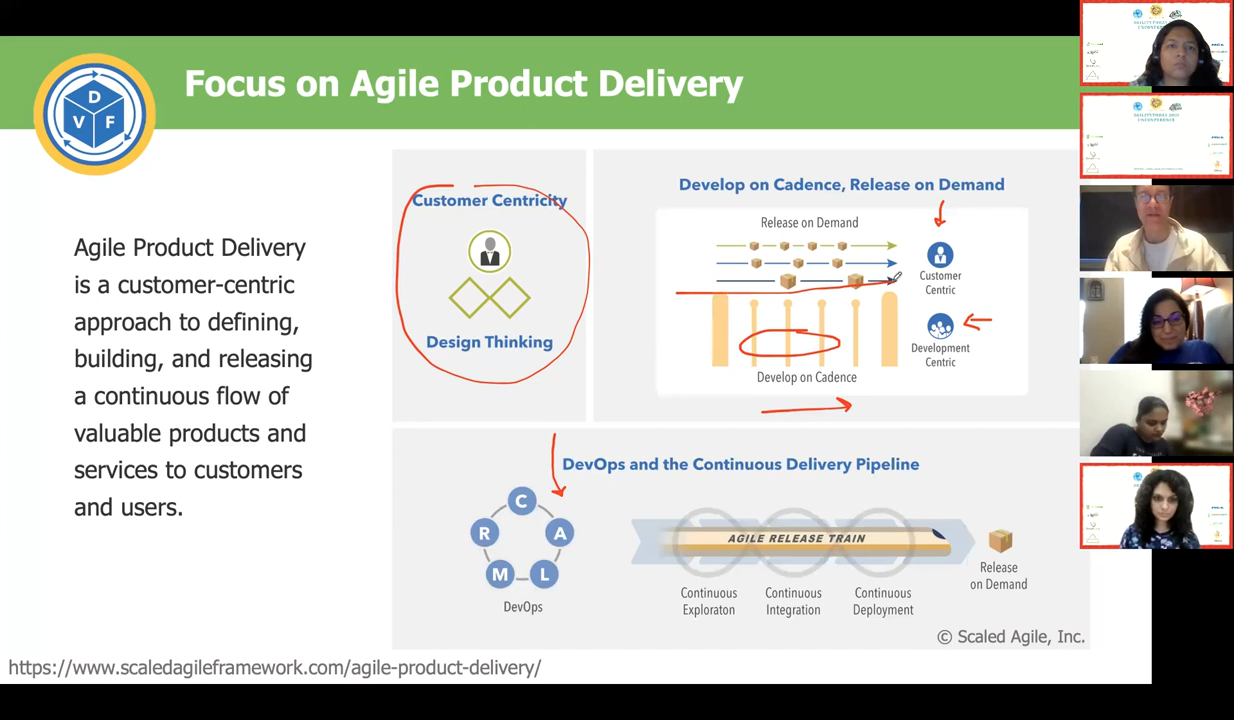 Focus on Agile Product Delivery
D
V F
Agile Product Delivery
is a customer-centric
approach to defining,
building, and releasing
a continuous flow of
valuable products and
services to customers
and users.
Customer Centricity
Design Thinking
Develop on Cadence, Release on Demand
Release on Demand
Customer
Centric
Development
Centric
Develop on Cadence
DevOps and the Continuous Delivery Pipeline
C
R A
M L
DevOps
AGILE RELEASE TRAIN
Continuous
Exploraton
Continuous
Integration
Continuous
Deployment
Release
on Demand
© Scaled Agile, Inc.
https://www.scaledagileframework.com/agile-product-delivery/